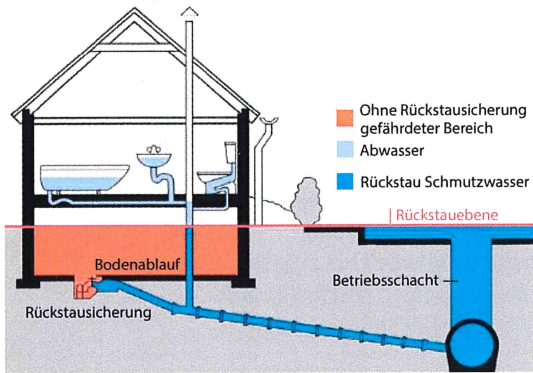 Ohne Rückstausicherung
gefährdeter Bereich
Abwasser
Rückstau Schmutzwasser
Rückstauebene
Bodenablauf
Betriebsschacht
Rückstausicherung